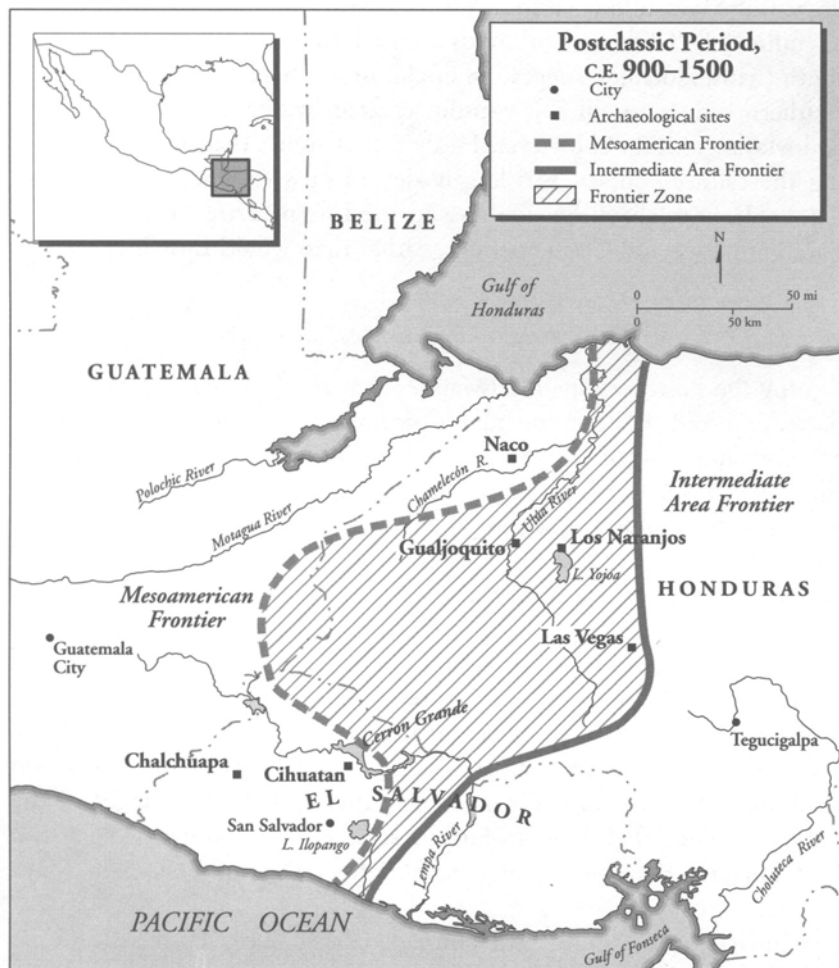 Postclassic Period,
C.E. 900–1500
City
Archaeological sites
Mesoamerican Frontier
Intermediate Area Frontier
Frontier Zone
N
0 50 mi
0 50 km
BELIZE
Gulf of
Honduras
GUATEMALA
Naco
Chamelecón R.
Polochic River
Motagua River
Ulúa River
Intermediate
Area Frontier
Gualjoquito
Los Naranjos
L. Yojoa
HONDURAS
Mesoamerican
Frontier
Las Vegas
Guatemala
City
Tegucigalpa
Cerron Grande
Chalchuapa
Cihuatan
EL SALVADOR
San Salvador
L. Ilopango
Lempa River
Choluteca River
PACIFIC OCEAN
Gulf of Fonseca